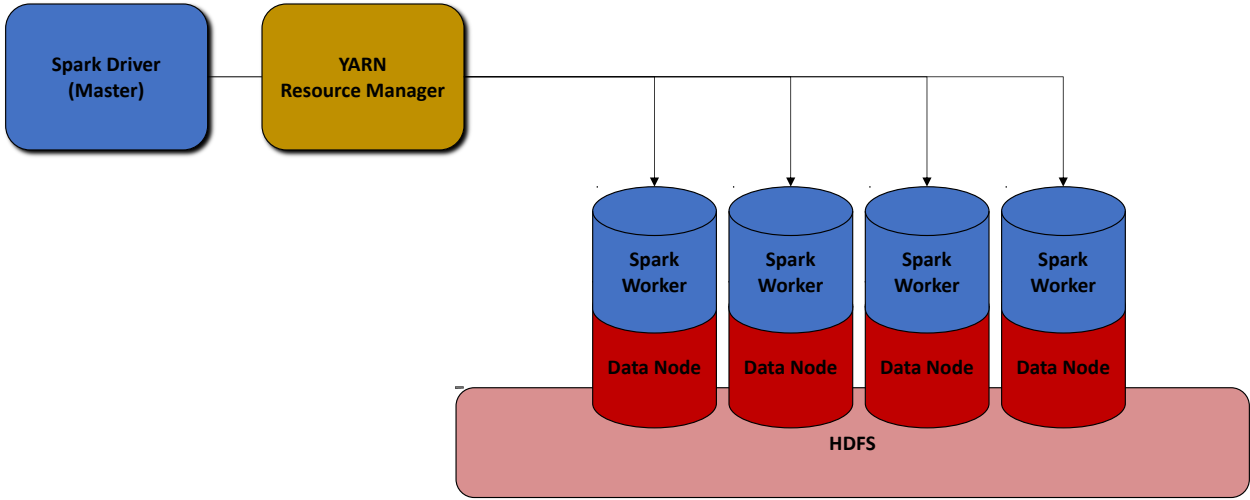 Spark Driver
(Master)
YARN
Resource Manager
Spark
Worker
Spark
Worker
Spark
Worker
Spark
Worker
Data Node
Data Node
Data Node
Data Node
HDFS